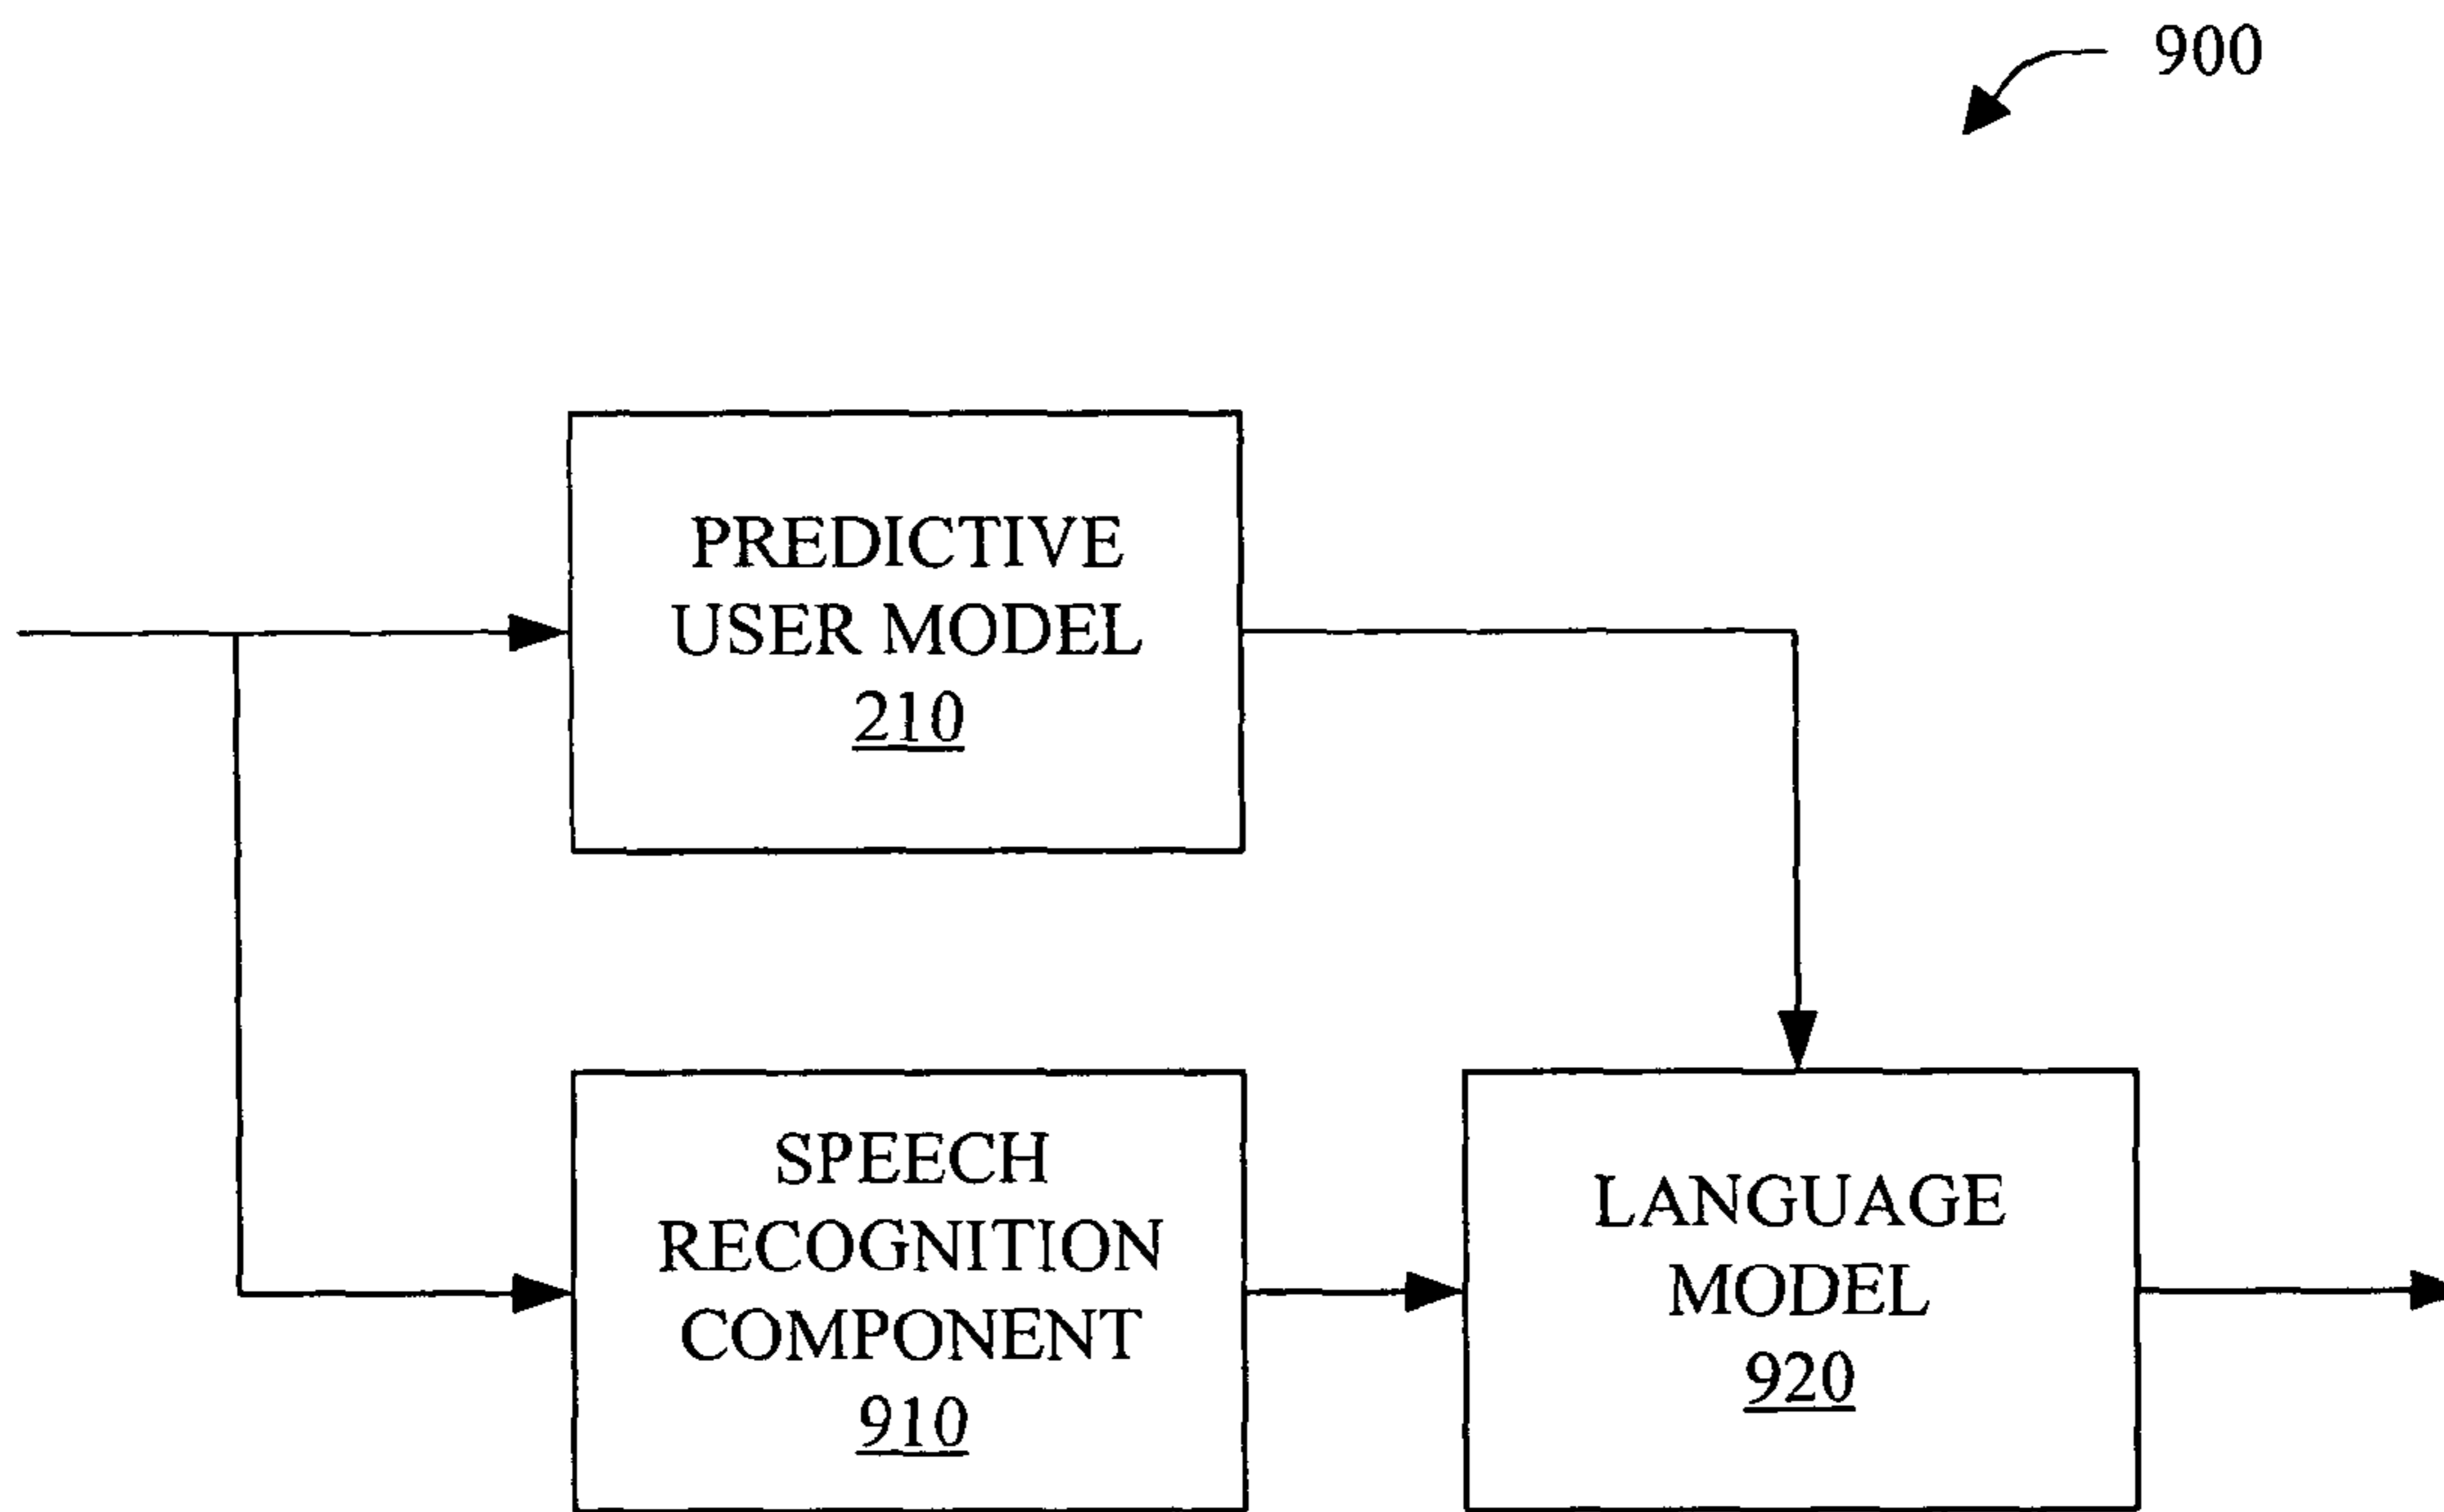 900
PREDICTIVE
USER MODEL
210
SPEECH
RECOGNITION
COMPONENT
910
LANGUAGE
MODEL
920